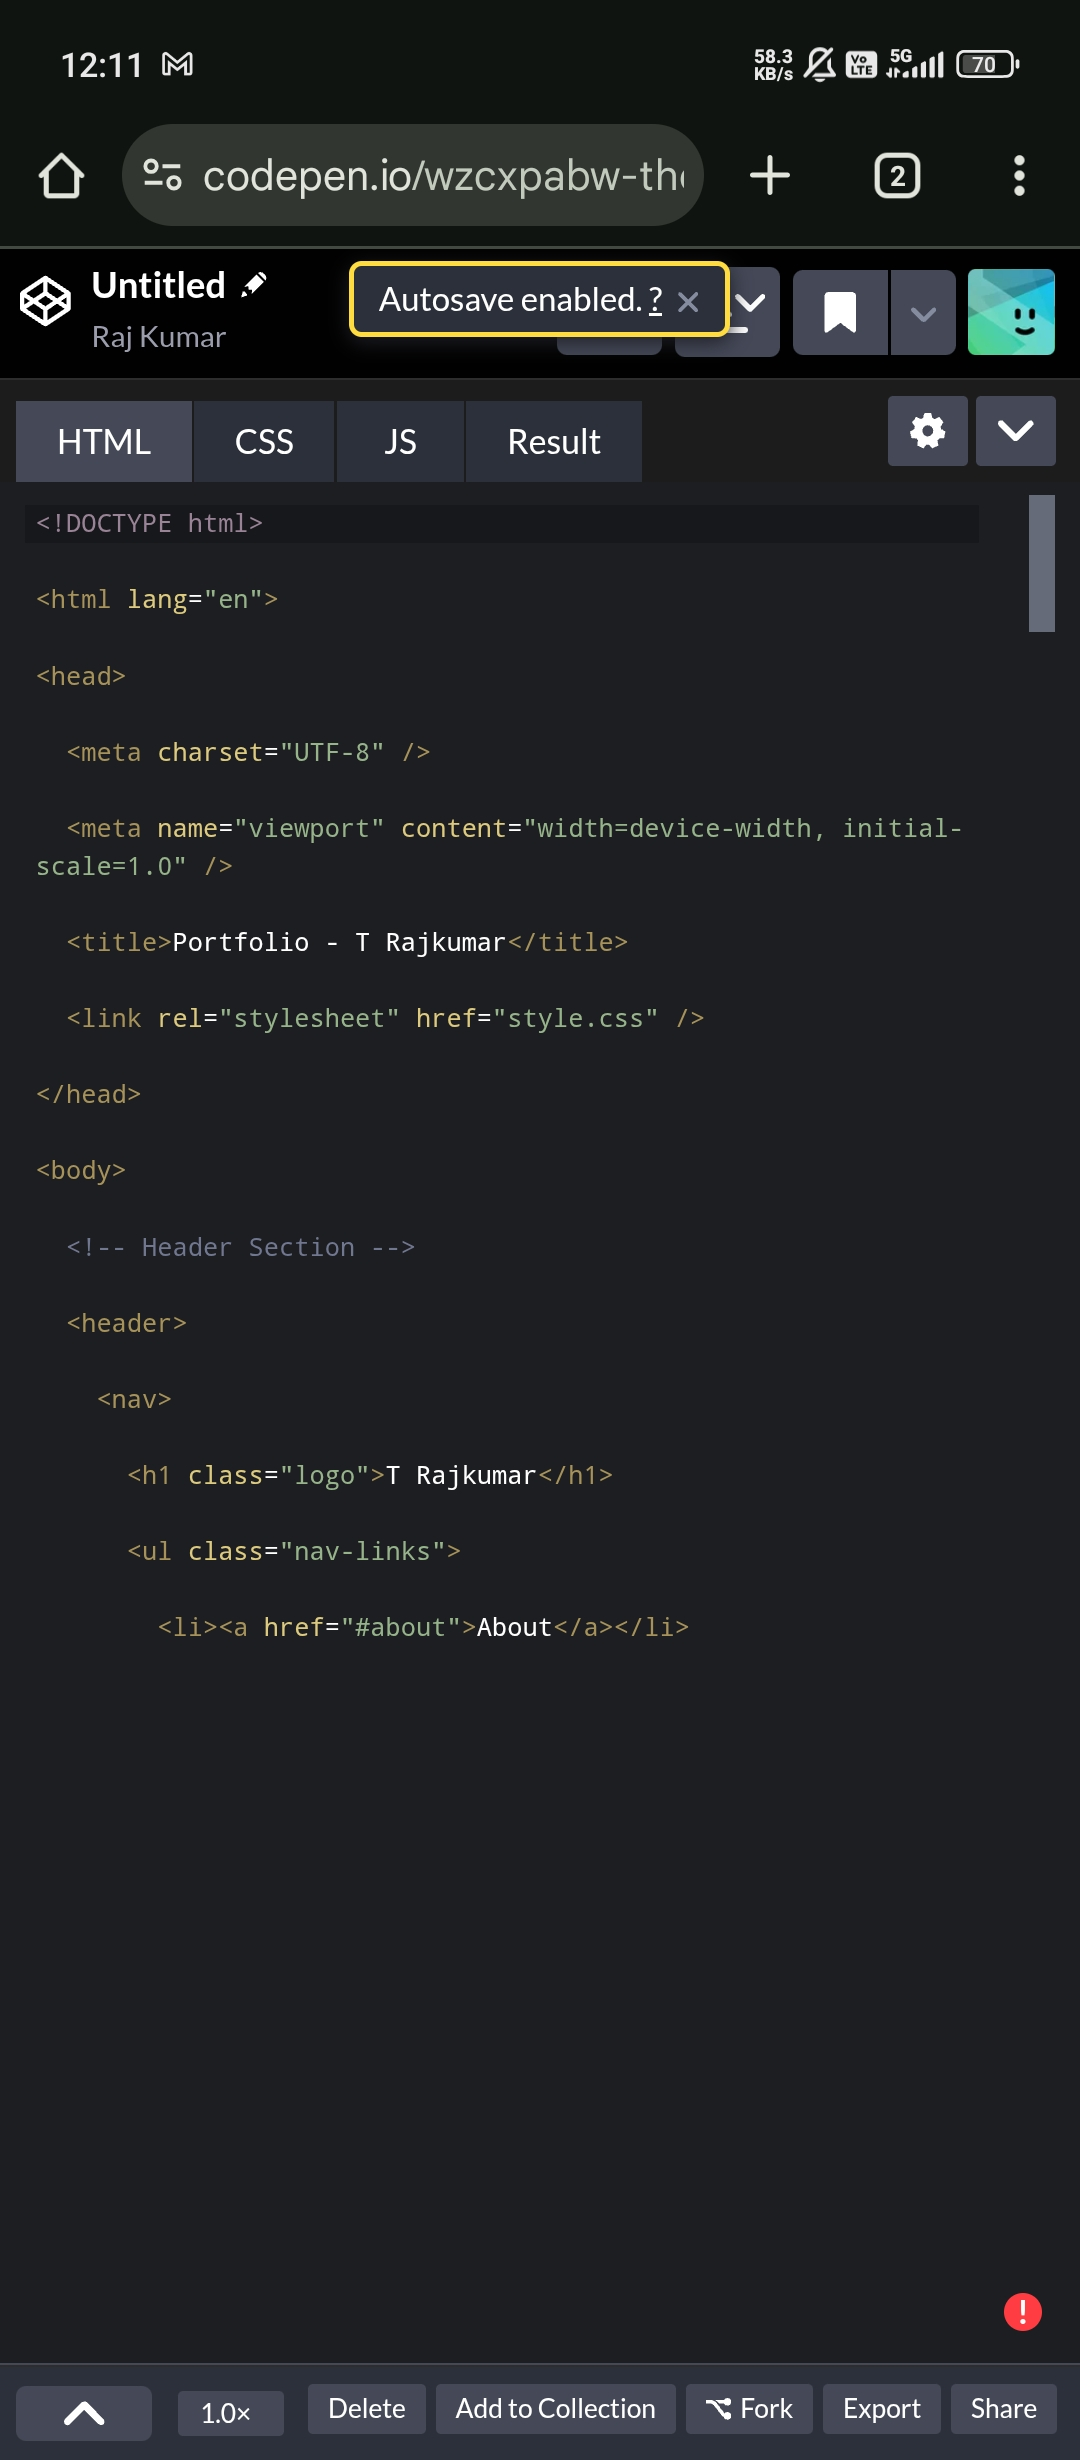 12:11
58.3
KB/s
Vo
LTE
5G
70
codepen.io/wzcxpabw-the
2
Untitled
Raj Kumar
Autosave enabled. ?
HTML
CSS
JS
Result
<!DOCTYPE html>
<html lang="en">
<head>
<meta charset="UTF-8" />
<meta name="viewport" content="width=device-width, initial-
scale=1.0" />
<title>Portfolio - T Rajkumar</title>
<link rel="stylesheet" href="style.css" />
</head>
<body>
<!-- Header Section -->
<header>
<nav>
<h1 class="logo">T Rajkumar</h1>
<ul class="nav-links">
<li><a href="#about">About</a></li>
1.0×
Delete
Add to Collection
Fork
Export
Share